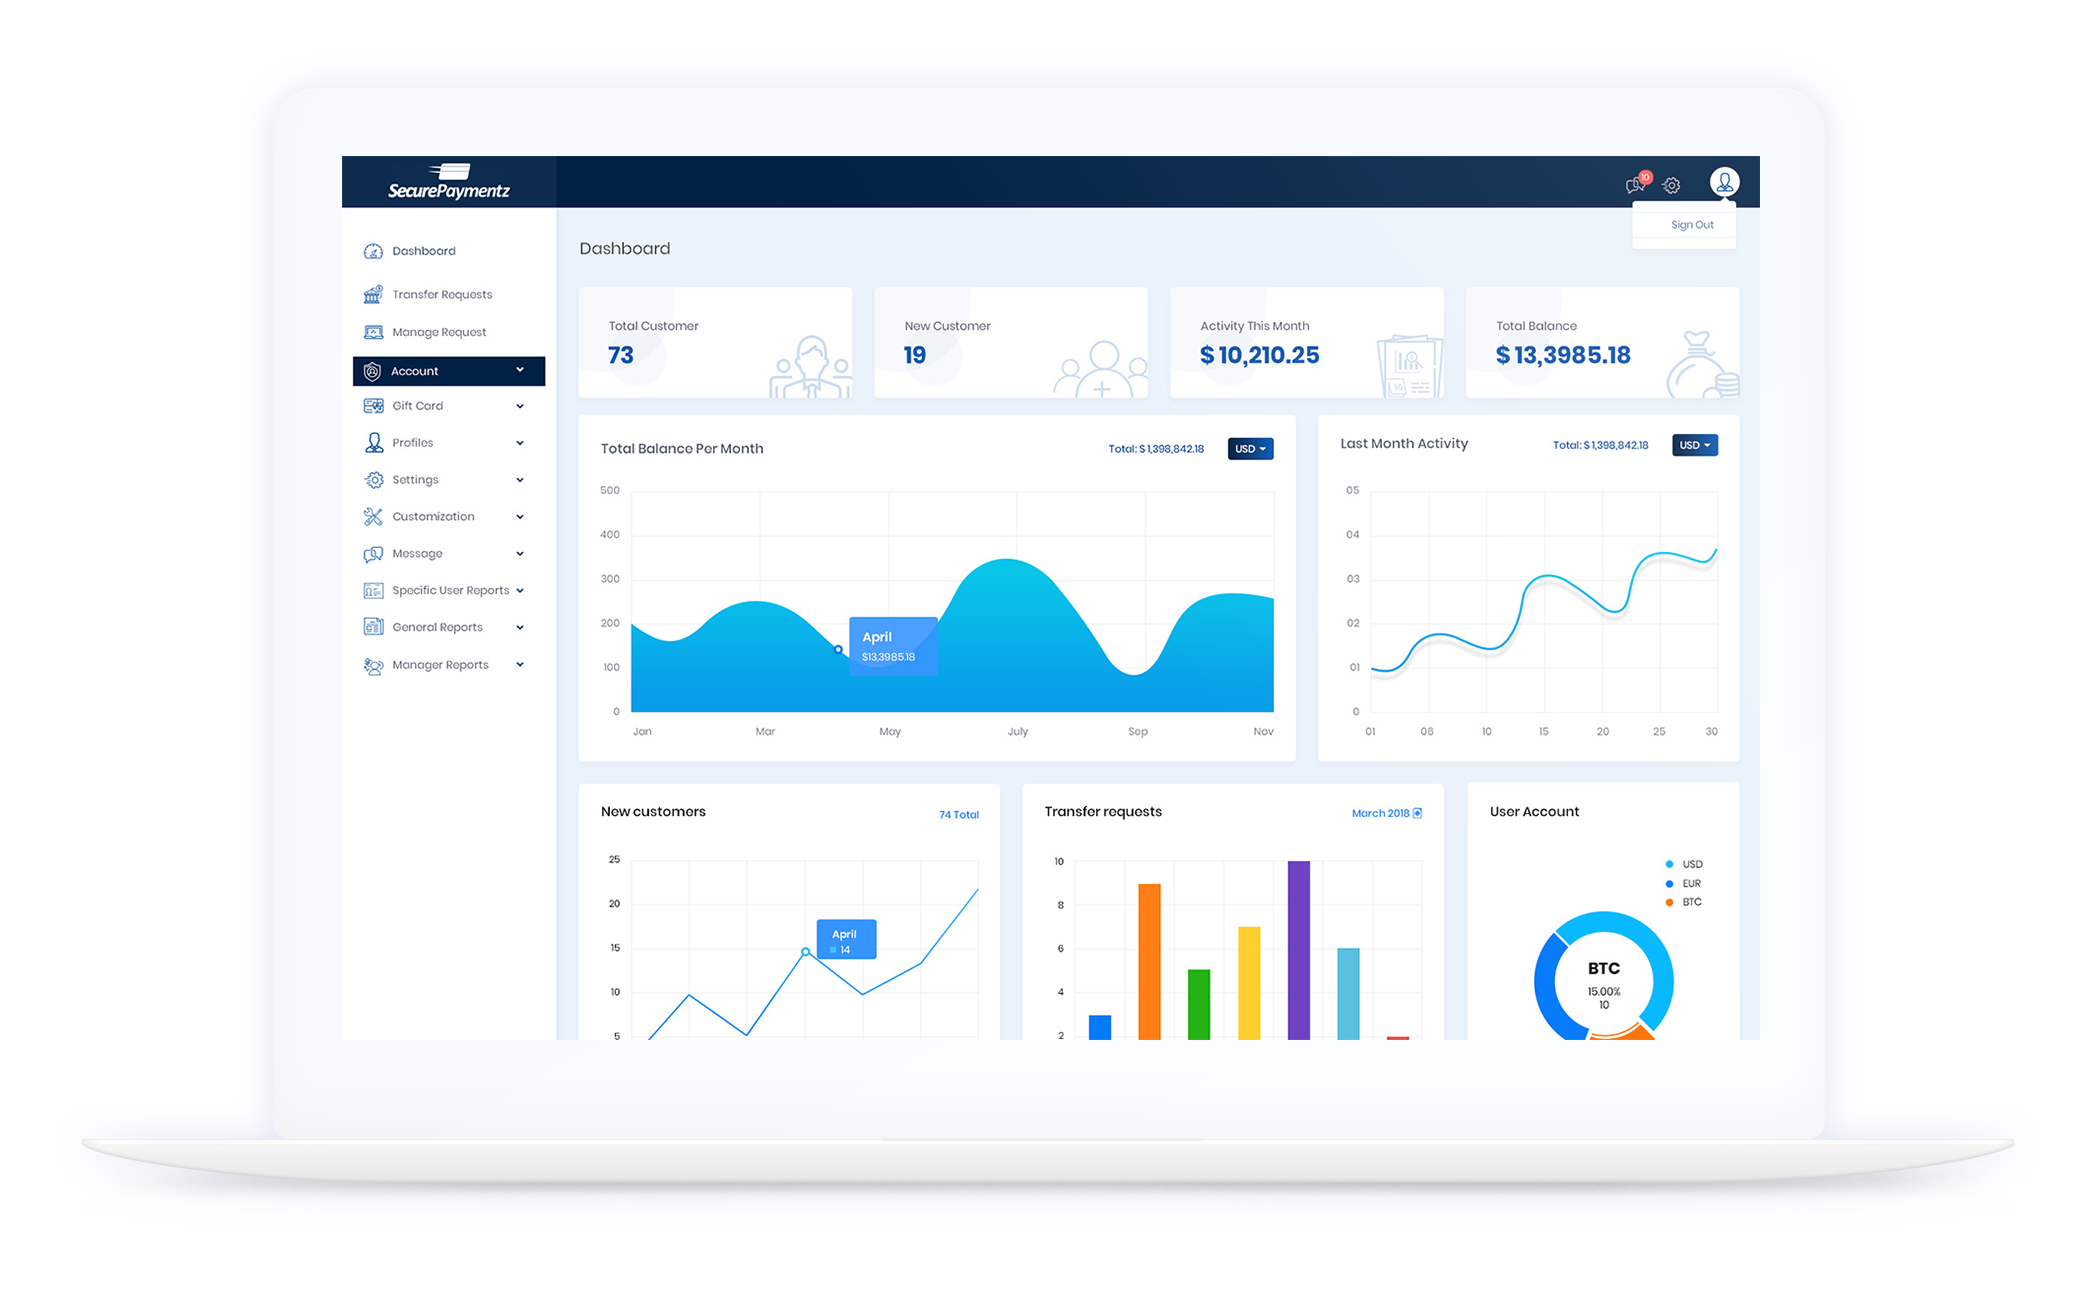 SecurePaymentz
10
Sign Out
Dashboard
Transfer Requests
Manage Request
Account
Gift Card
Profiles
Settings
Customization
Message
Specific User Reports
General Reports
Manager Reports
Dashboard
Total Customer
73
New Customer
19
Activity This Month
$ 10,210.25
10
Total Balance
$ 13,3985.18
Total Balance Per Month
Total: $ 1,398,842.18
USD
500
400
300
200
100
0
April
$13,3985.18
Jan Mar May July Sep Nov
Last Month Activity
Total: $ 1,398,842.18
USD
05
04
03
02
01
0
01 06 10 15 20 25 30
New customers
74 Total
25
20
15
10
5
April
14
Transfer requests
March 2018
10
8
6
4
2
User Account
USD
EUR
BTC
BTC
15.00%
10